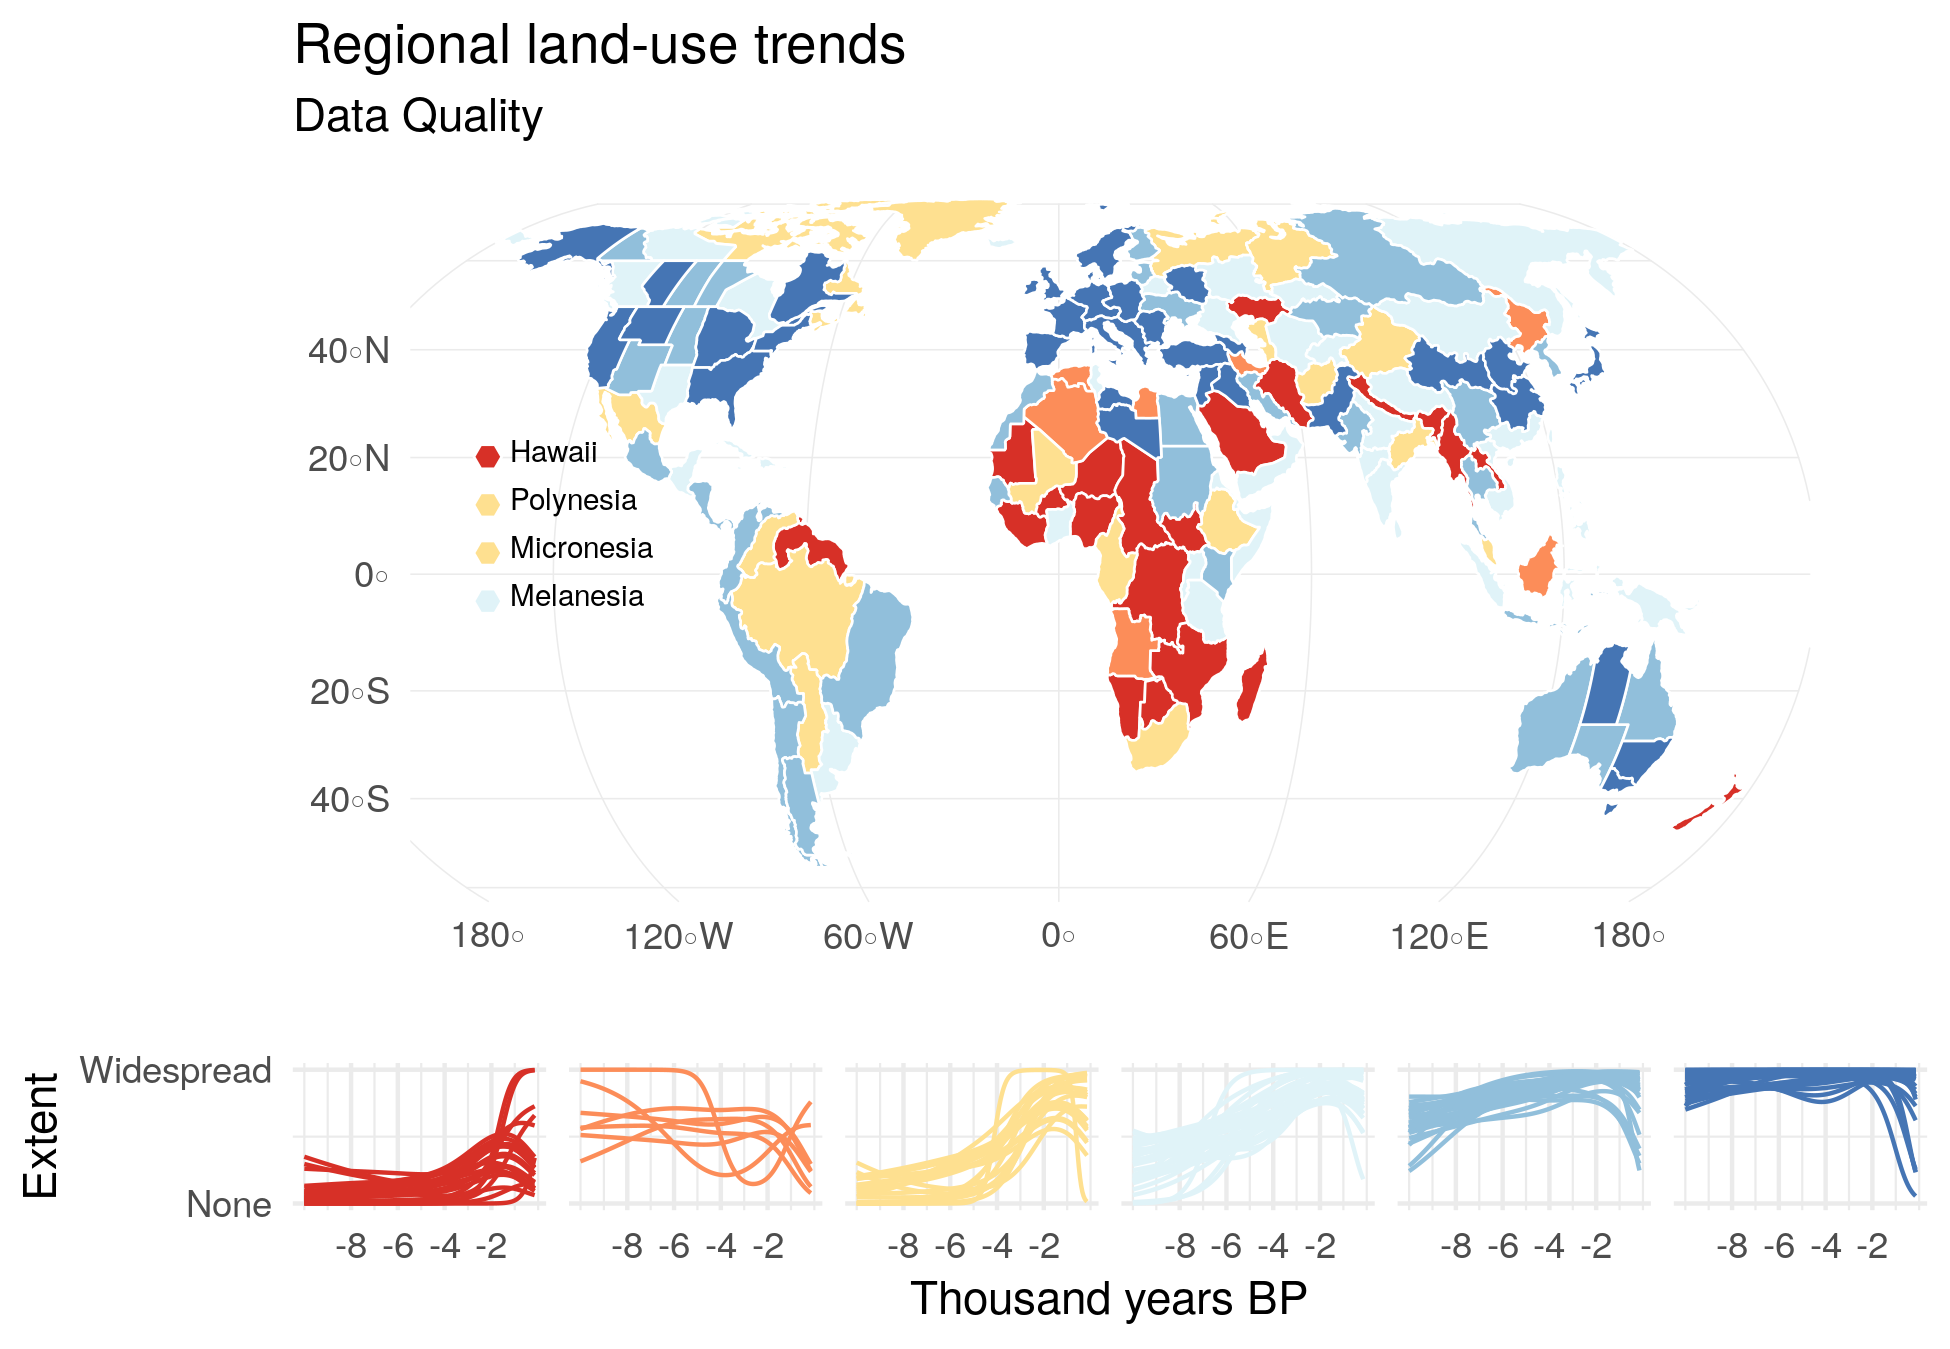 Regional land-use trends
Data Quality
40◦N
20◦N
0◦
20◦S
40◦S
Hawaii
Polynesia
Micronesia
Melanesia
180◦ 120◦W 60◦W 0◦ 60◦E 120◦E 180◦
Extent
Widespread
None
-8 -6 -4 -2 -8 -6 -4 -2 -8 -6 -4 -2 -8 -6 -4 -2 -8 -6 -4 -2 -8 -6 -4 -2
Thousand years BP